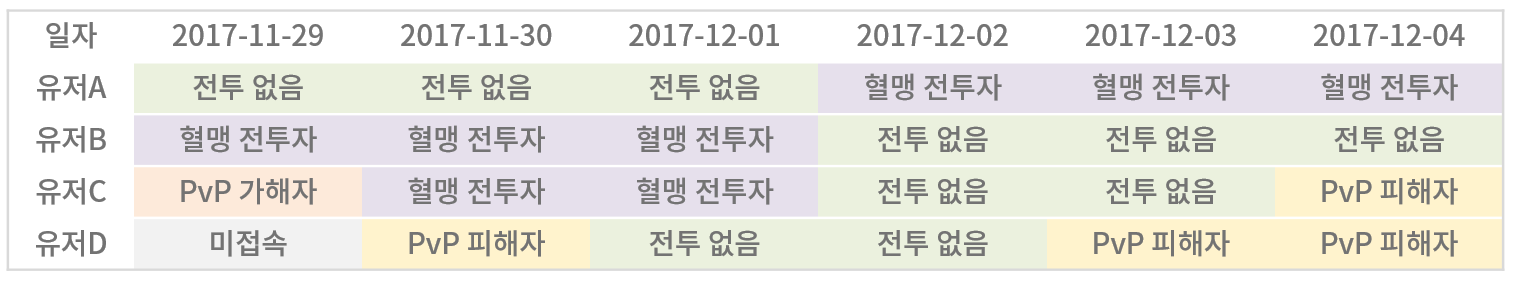 일자 2017-11-29 2017-11-30 2017-12-01 2017-12-02 2017-12-03 2017-12-04
유저A 전투 없음 전투 없음 전투 없음 혈맹 전투자 혈맹 전투자 혈맹 전투자
유저B 혈맹 전투자 혈맹 전투자 혈맹 전투자 전투 없음 전투 없음 전투 없음
유저C PvP 가해자 혈맹 전투자 혈맹 전투자 전투 없음 전투 없음 PvP 피해자
유저D 미접속 PvP 피해자 전투 없음 전투 없음 PvP 피해자 PvP 피해자